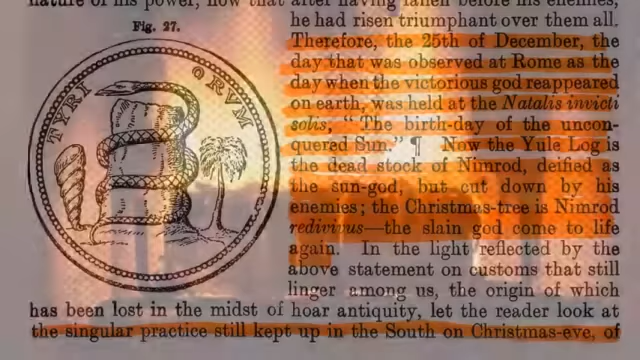 nature of his power, now that after having fallen before his enemies,
he had risen triumphant over them all.
Fig. 27.
Therefore, the 25th of December, the
day that was observed at Rome as the
day when the victorious god reappeared
on earth, was held at the Natalis invicti
solis, “The birth-day of the uncon-
quered Sun.” ¶ Now the Yule Log is
the dead stock of Nimrod, deified as
the sun-god, but cut down by his
enemies; the Christmas-tree is Nimrod
redivivus—the slain god come to life
again. In the light reflected by the
above statement on customs that still
linger among us, the origin of which
has been lost in the midst of hoar antiquity, let the reader look at
the singular practice still kept up in the South on Christmas-eve, of
TYRI ORVM